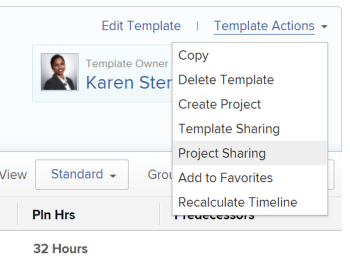 Edit Template | Template Actions
Template Owner
Karen Ster
Copy
Delete Template
Create Project
Template Sharing
Project Sharing
Add to Favorites
Recalculate Timeline
View Standard Grou
Pln Hrs Predecessors
32 Hours